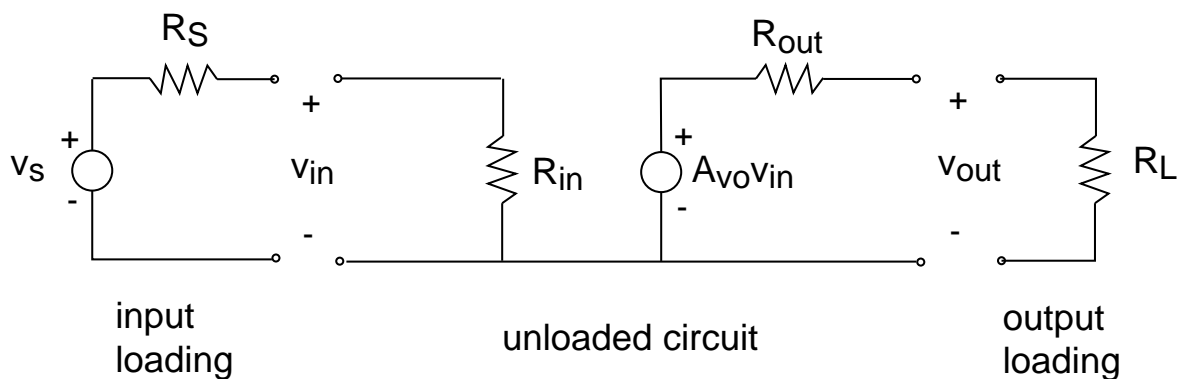 RS
Rout
+
+
+
+
vs
vin
Rin
Avovin
vout
RL
-
-
-
-
input
loading
unloaded circuit
output
loading